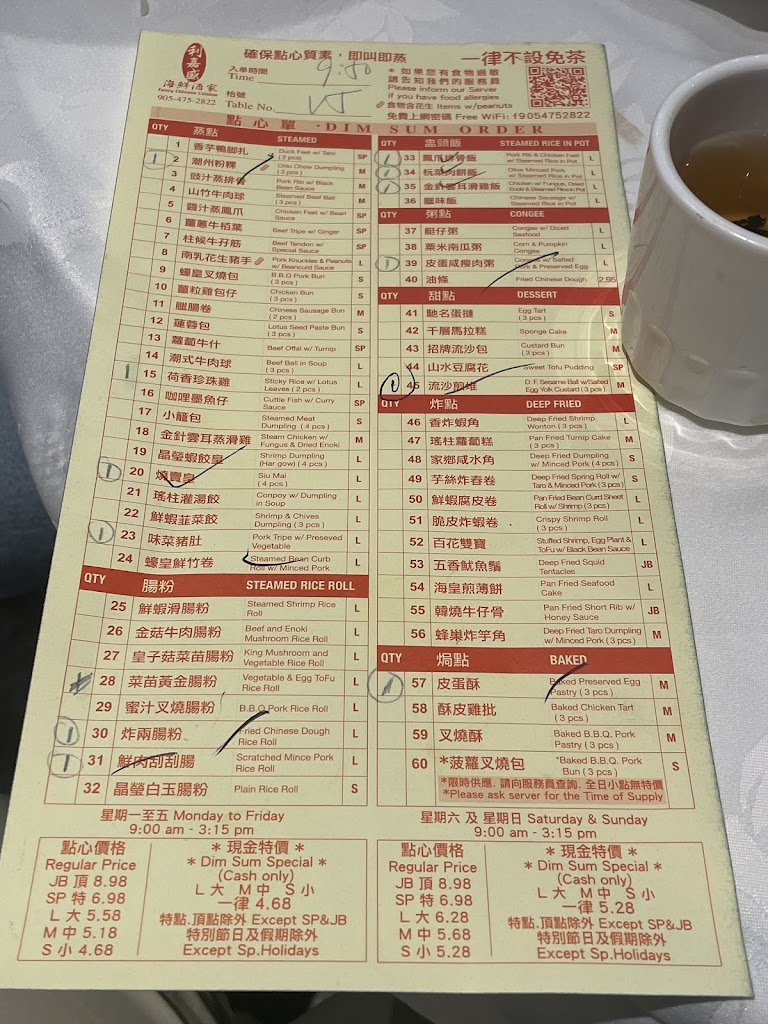 利嘉盛
海鮮酒家
Fancy Chinese Cuisine
905-475-2822
確保點心質素，即叫即蒸
一律不設免茶
入單時間
Time 9:50
枱號
Table No. V5
* 如果您有食物過敏
請告知我們的服務員
Please inform our Server
if you have food allergies
食物含花生 Items w/peanuts
免費上網密碼 Free WiFi: f9054752822
點心單 · DIM SUM ORDER
QTY 蒸點 STEAMED
1 香芋鴨脚扎 Duck Feet w/ Taro (2 pcs) SP
1 2 潮州粉粿 Chiu Chow Dumpling (3 pcs) M
3 豉汁蒸排骨 Pork Rib w/ Black Bean Sauce M
4 山竹牛肉球 Steamed Beef Ball (3 pcs) M
5 醬汁蒸鳳爪 Chicken Feet w/ Bean Sauce SP
6 薑蔥牛栢葉 Beef Tripe w/ Ginger SP
7 柱候牛孖筋 Beef Tendon w/ Special Sauce SP
8 南乳花生豬手 Pork Knuckles & Peanuts w/ Beancurd Sauce L
9 蠔皇叉燒包 B.B.Q Pork Bun (3 pcs) S
10 薑粒雞包仔 Chicken Bun (3 pcs) S
11 臘腸卷 Chinese Sausage Bun (2 pcs) M
12 蓮蓉包 Lotus Seed Paste Bun (3 pcs) S
13 蘿蔔牛什 Beef Offal w/ Turnip SP
14 潮式牛肉球 Beef Ball in Soup (3 pcs) L
1 15 荷香珍珠雞 Sticky Rice w/ Lotus Leaves (2 pcs) L
16 咖哩墨魚仔 Cuttle Fish w/ Curry Sauce SP
17 小籠包 Steamed Meat Dumpling (4 pcs) S
18 金針雲耳蒸滑雞 Steam Chicken w/ Fungus & Dried Enoki M
19 晶瑩蝦餃皇 Shrimp Dumpling (Har gow) (4 pcs) L
1 20 燒賣皇 Siu Mai (4 pcs) L
21 瑤柱灌湯餃 Conpoy w/ Dumpling in Soup L
22 鮮蝦韮菜餃 Shrimp & Chives Dumpling (3 pcs) L
1 23 味菜豬肚 Pork Tripe w/ Preseved Vegetable L
24 蠔皇鮮竹卷 Steamed Bean Curb Roll w/ Minced Pork L
QTY 腸粉 STEAMED RICE ROLL
25 鮮蝦滑腸粉 Steamed Shrimp Rice Roll L
26 金菇牛肉腸粉 Beef and Enoki Mushroom Rice Roll L
27 皇子菇菜苗腸粉 King Mushroom and Vegetable Rice Roll L
28 菜苗黃金腸粉 Vegetable & Egg ToFu Rice Roll L
29 蜜汁叉燒腸粉 B.B.Q Pork Rice Roll L
1 30 炸兩腸粉 Fried Chinese Dough Rice Roll L
1 31 鮮肉刮刮腸 Scratched Mince Pork Rice Roll L
32 晶瑩白玉腸粉 Plain Rice Roll S
QTY 盅頭飯 STEAMED RICE IN POT
1 33 鳳爪排骨飯 Pork Rib & Chicken Feet w/ Steamed Rice in Pot L
1 34 杬菜肉餅飯 Olive Minced Pork w/ Steamed Rice in Pot L
1 35 金針雲耳滑雞飯 Chicken w/ Fungus, Dried Enoki & Steamed Rice in Pot L
36 臘味飯 Chinese Sausage w/ Steamed Rice in Pot L
QTY 粥點 CONGEE
37 艇仔粥 Congee w/ Diced Seafood L
38 粟米南瓜粥 Corn & Pumpkin Congee L
1 39 皮蛋咸瘦肉粥 Congee w/ Salted Pork & Preserved Egg L
40 油條 Fried Chinese Dough 2.95
QTY 甜點 DESSERT
41 馳名蛋撻 Egg Tart (3 pcs) S
42 千層馬拉糕 Sponge Cake M
43 招牌流沙包 Custard Bun (3 pcs) M
44 山水豆腐花 Sweet Tofu Pudding SP
1 45 流沙煎堆 D. F. Sesame Ball w/Salted Egg Yolk Custard (3 pcs) M
QTY 炸點 DEEP FRIED
46 香炸蝦角 Deep Fried Shrimp Wonton (3 pcs) L
47 瑤柱蘿蔔糕 Pan Fried Turnip Cake (3 pcs) M
48 家鄉咸水角 Deep Fried Dumpling w/ Minced Pork (4 pcs) S
49 芋絲炸春卷 Deep Fried Spring Roll w/ Taro & Minced Pork (3 pcs) S
50 鮮蝦腐皮卷 Pan Fried Bean Curd Sheet Roll w/ Shrimp (3 pcs) L
51 脆皮炸蝦卷 Crispy Shrimp Roll (3 pcs) L
52 百花雙寶 Stuffed Shrimp, Egg Plant & ToFu w/ Black Bean Sauce L
53 五香魷魚鬚 Deep Fried Squid Tentacles JB
54 海皇煎薄餅 Pan Fried Seafood Cake L
55 韓燒牛仔骨 Pan Fried Short Rib w/ Honey Sauce JB
56 蜂巢炸芋角 Deep Fried Taro Dumpling w/ Minced Pork (3 pcs) M
QTY 焗點 BAKED
1 57 皮蛋酥 Baked Preserved Egg Pastry (3 pcs) M
58 酥皮雞批 Baked Chicken Tart (3 pcs) M
59 叉燒酥 Baked B.B.Q. Pork Pastry (3 pcs) M
60 *菠蘿叉燒包 *Baked B.B.Q. Pork Bun (3 pcs) S
*限時供應. 請向服務員查詢. 全日小點無特價
*Please ask server for the Time of Supply
星期一至五 Monday to Friday
9:00 am - 3:15 pm
點心價格
Regular Price
JB 頂 8.98
SP 特 6.98
L 大 5.58
M 中 5.18
S 小 4.68
* 現金特價 *
* Dim Sum Special *
(Cash only)
L 大 M 中 S 小
一律 4.68
特點.頂點除外 Except SP&JB
特別節日及假期除外
Except Sp.Holidays
星期六 及 星期日 Saturday & Sunday
9:00 am - 3:15 pm
點心價格
Regular Price
JB 頂 8.98
SP 特 6.98
L 大 6.28
M 中 5.68
S 小 5.28
* 現金特價 *
* Dim Sum Special *
(Cash only)
L 大 M 中 S 小
一律 5.28
特點.頂點除外 Except SP&JB
特別節日及假期除外
Except Sp.Holidays